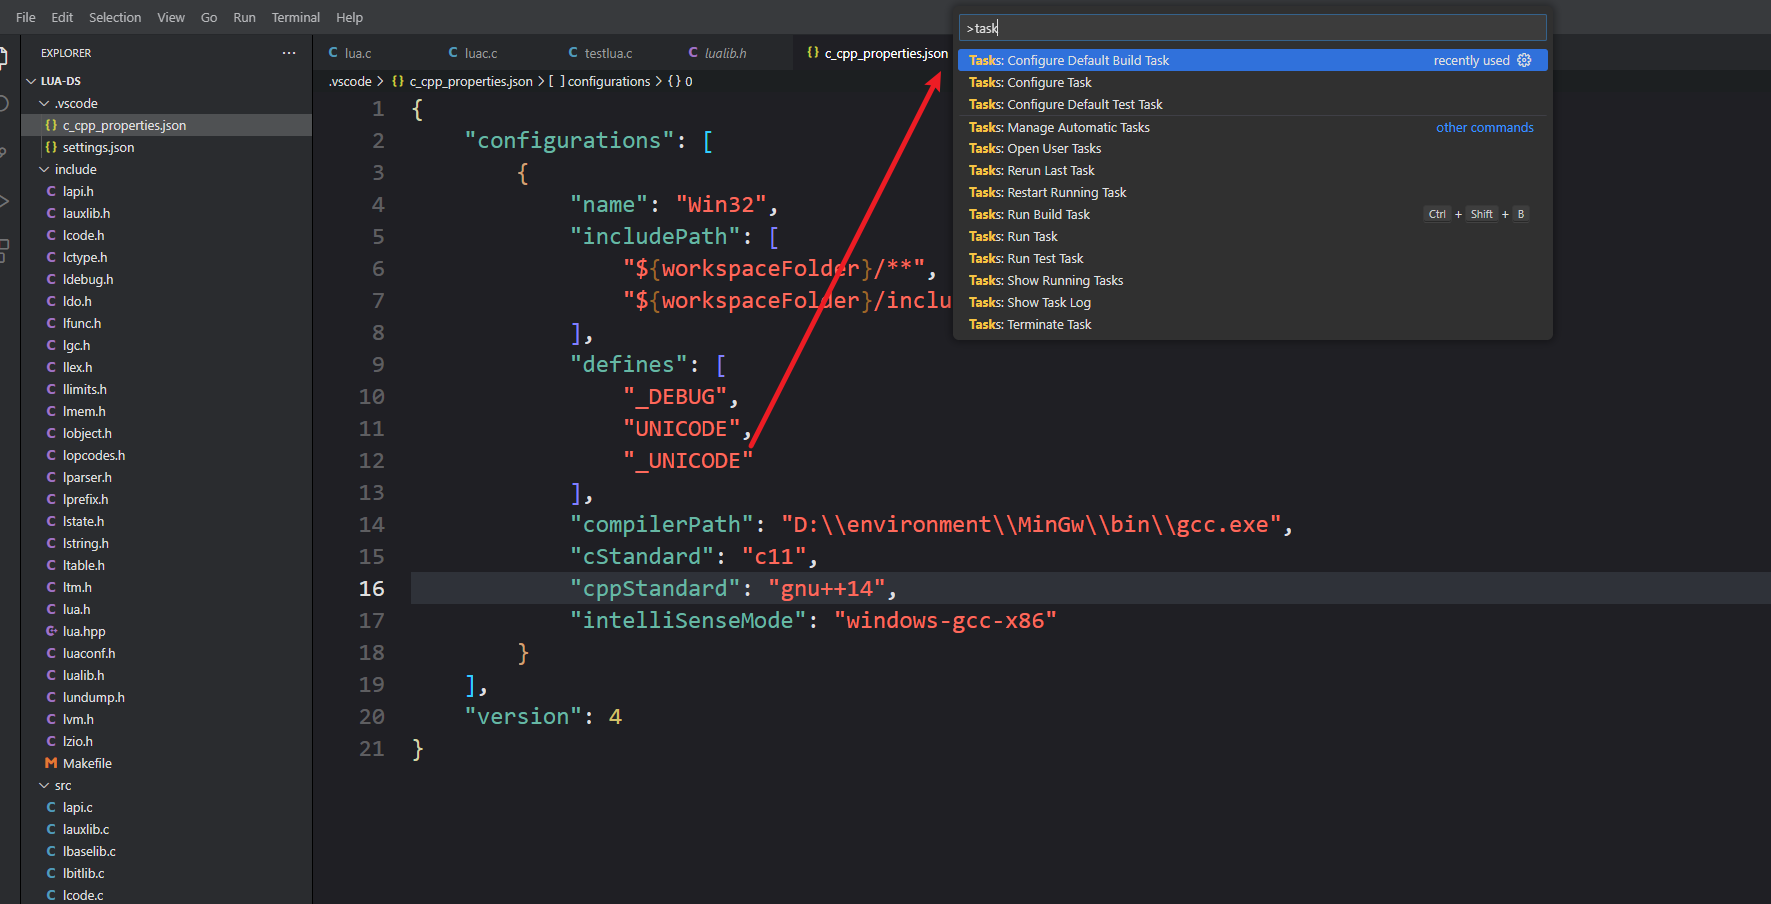 File Edit Selection View Go Run Terminal Help
>task
Tasks: Configure Default Build Task recently used
Tasks: Configure Task
Tasks: Configure Default Test Task
Tasks: Manage Automatic Tasks other commands
Tasks: Open User Tasks
Tasks: Rerun Last Task
Tasks: Restart Running Task
Tasks: Run Build Task Ctrl + Shift + B
Tasks: Run Task
Tasks: Run Test Task
Tasks: Show Running Tasks
Tasks: Show Task Log
Tasks: Terminate Task
EXPLORER ...
LUA-DS
.vscode
{} c_cpp_properties.json
{} settings.json
include
C lapi.h
C lauxlib.h
C lcode.h
C lctype.h
C ldebug.h
C ldo.h
C lfunc.h
C lgc.h
C llex.h
C llimits.h
C lmem.h
C lobject.h
C lopcodes.h
C lparser.h
C lprefix.h
C lstate.h
C lstring.h
C ltable.h
C ltm.h
C lua.h
C+ lua.hpp
C luaconf.h
C lualib.h
C lundump.h
C lvm.h
C lzio.h
M Makefile
src
C lapi.c
C lauxlib.c
C lbaselib.c
C lbitlib.c
C lcode.c
C lua.c C luac.c C testlua.c C lualib.h {} c_cpp_properties.json
.vscode > {} c_cpp_properties.json > [ ] configurations > {} 0
1 {
2 "configurations": [
3 {
4 "name": "Win32",
5 "includePath": [
6 "${workspaceFolder}/**",
7 "${workspaceFolder}/inclu
8 ],
9 "defines": [
10 "_DEBUG",
11 "UNICODE",
12 "_UNICODE"
13 ],
14 "compilerPath": "D:\\environment\\MinGw\\bin\\gcc.exe",
15 "cStandard": "c11",
16 "cppStandard": "gnu++14",
17 "intelliSenseMode": "windows-gcc-x86"
18 }
19 ],
20 "version": 4
21 }